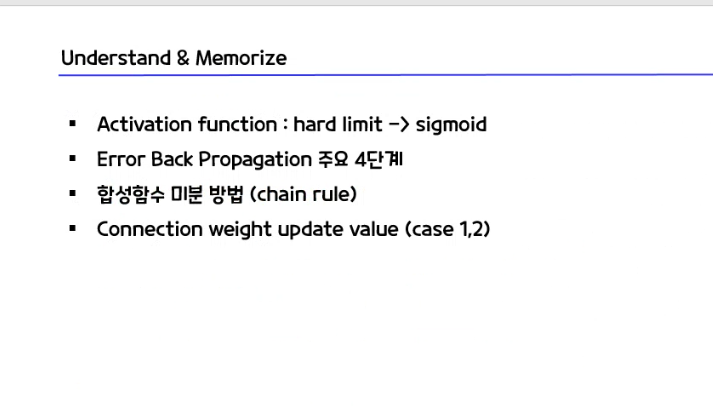 Understand & Memorize
▪ Activation function : hard limit -> sigmoid
▪ Error Back Propagation 주요 4단계
▪ 합성함수 미분 방법 (chain rule)
▪ Connection weight update value (case 1,2)